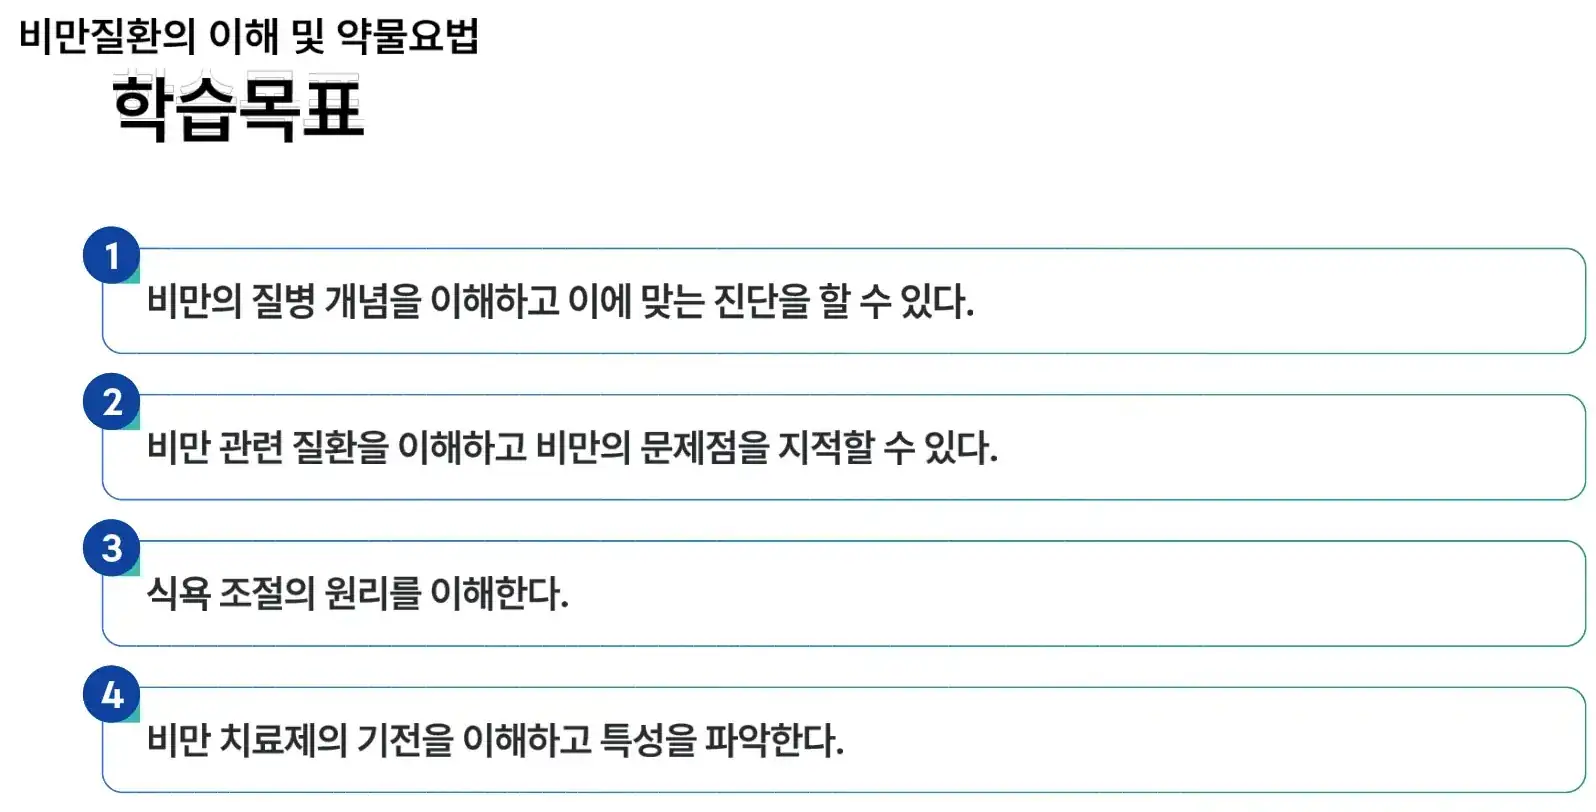 비만질환의 이해 및 약물요법
학습목표
1
비만의 질병 개념을 이해하고 이에 맞는 진단을 할 수 있다.
2
비만 관련 질환을 이해하고 비만의 문제점을 지적할 수 있다.
3
식욕 조절의 원리를 이해한다.
4
비만 치료제의 기전을 이해하고 특성을 파악한다.